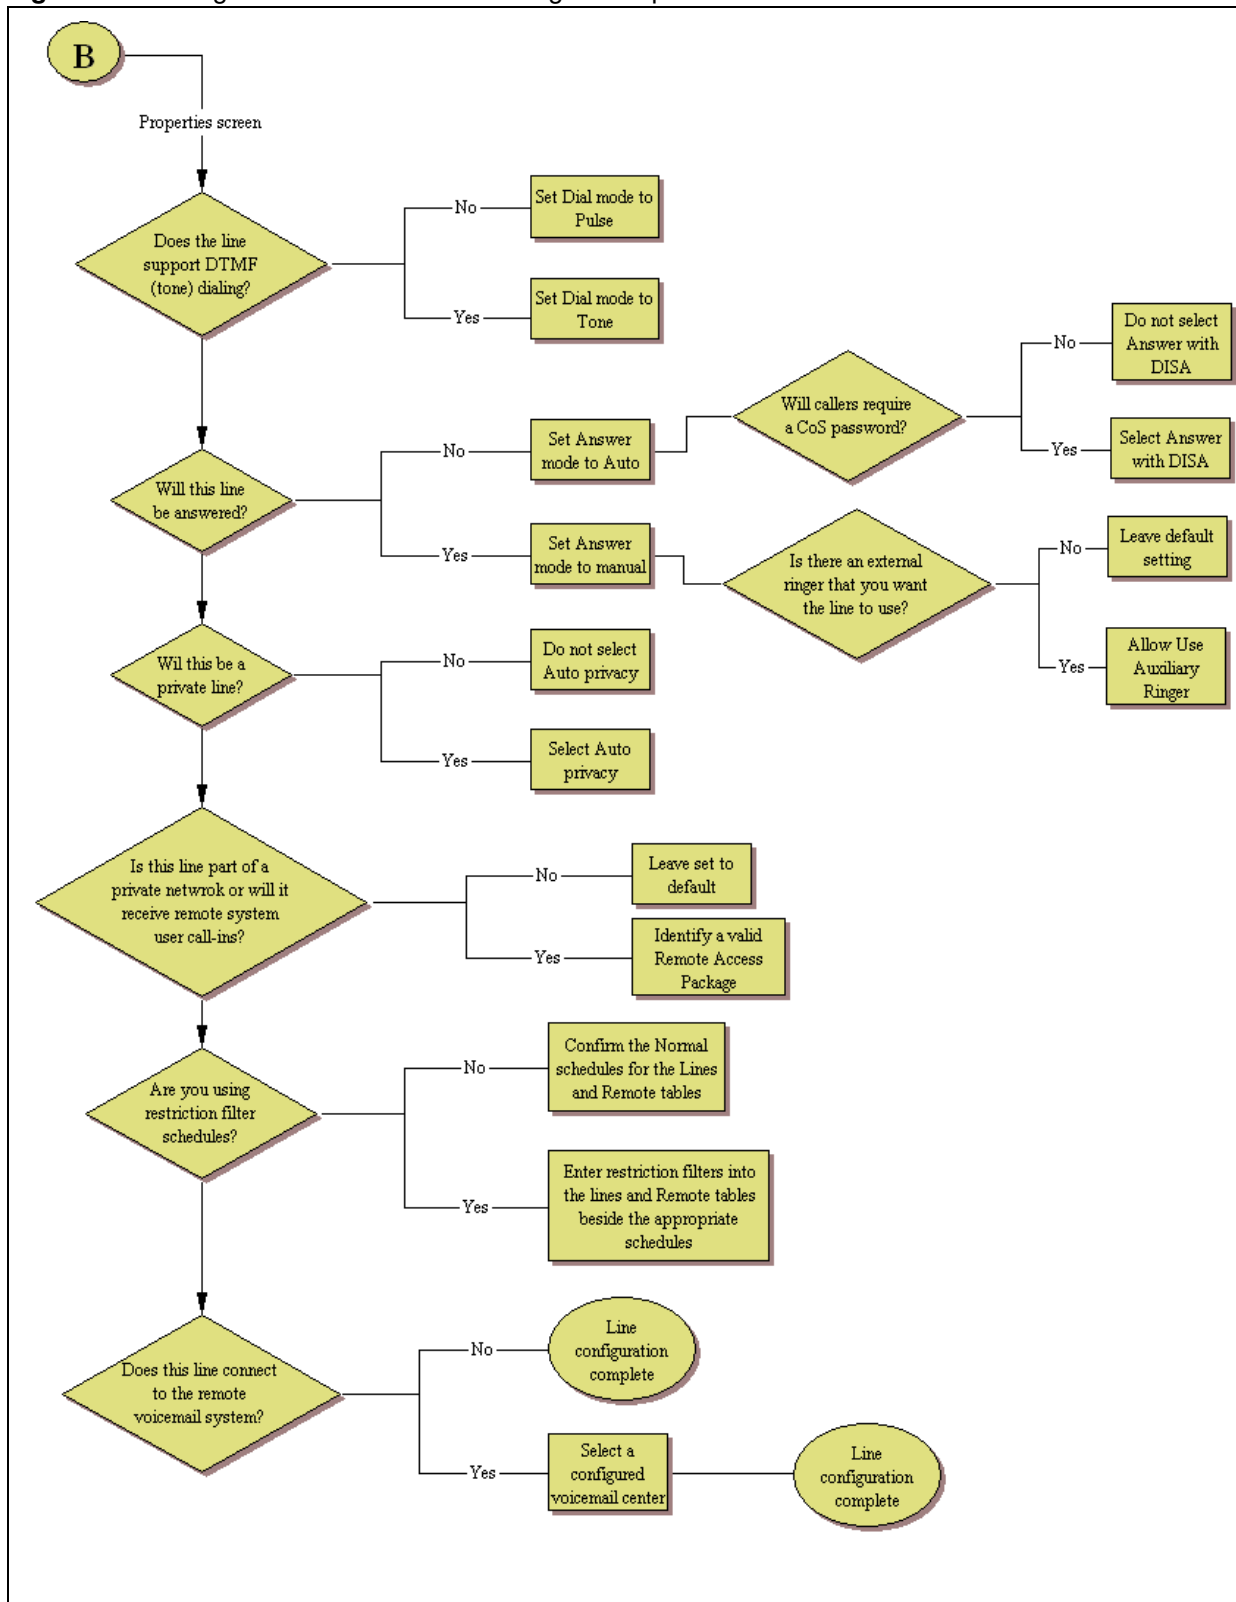 B
Properties screen
Does the line
support DTMF
(tone) dialing?
No
Set Dial mode to
Pulse
Yes
Set Dial mode to
Tone
Will this line
be answered?
No
Set Answer
mode to Auto
Will callers require
a CoS password?
No
Do not select
Answer with
DISA
Yes
Select Answer
with DISA
Yes
Set Answer
mode to manual
Is there an external
ringer that you want
the line to use?
No
Leave default
setting
Yes
Allow Use
Auxiliary
Ringer
Wil this be a
private line?
No
Do not select
Auto privacy
Yes
Select Auto
privacy
Is this line part of a
private netwrok or will it
receive remote system
user call-ins?
No
Leave set to
default
Yes
Identify a valid
Remote Access
Package
Are you using
restriction filter
schedules?
No
Confirm the Normal
schedules for the Lines
and Remote tables
Yes
Enter restriction filters into
the lines and Remote tables
beside the appropriate
schedules
Does this line connect
to the remote
voicemail system?
No
Line
configuration
complete
Yes
Select a
configured
voicemail center
Line
configuration
complete